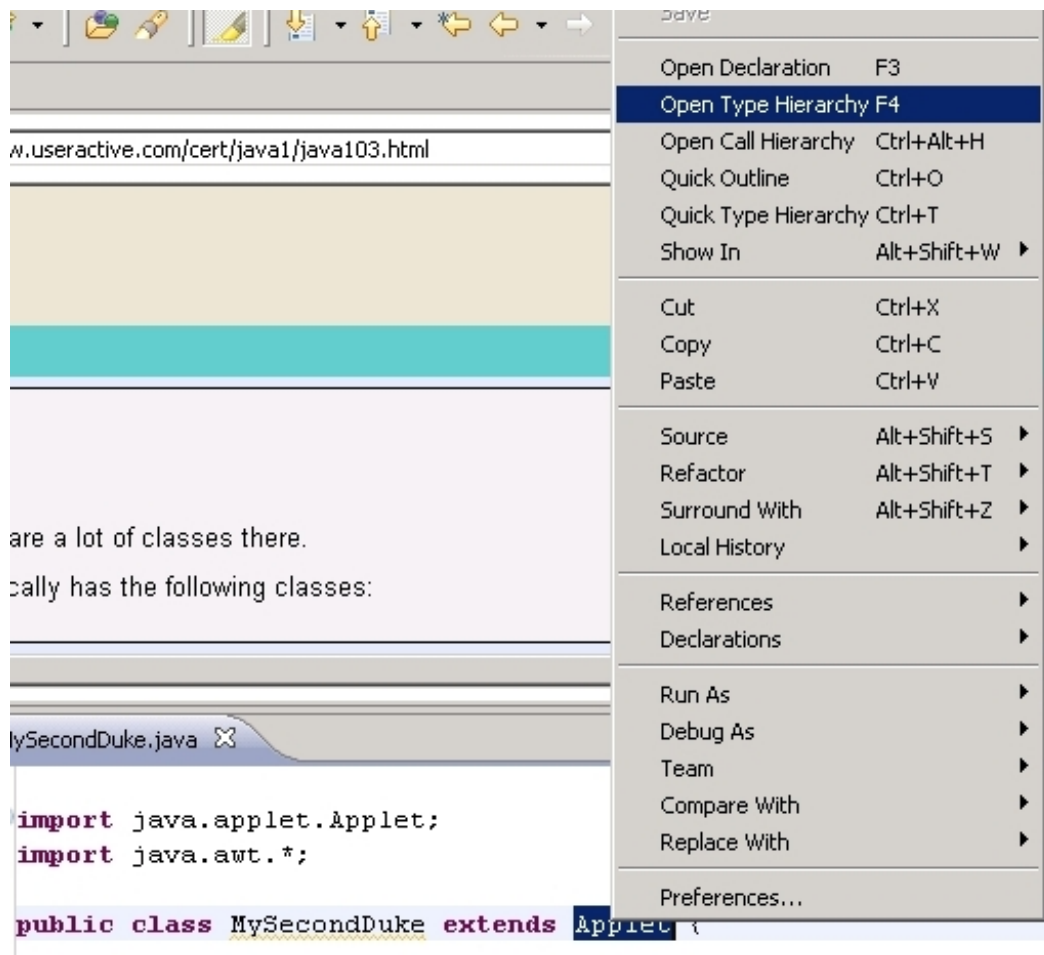 Save
Open Declaration F3
Open Type Hierarchy F4
Open Call Hierarchy Ctrl+Alt+H
Quick Outline Ctrl+O
Quick Type Hierarchy Ctrl+T
Show In Alt+Shift+W
Cut Ctrl+X
Copy Ctrl+C
Paste Ctrl+V
Source Alt+Shift+S
Refactor Alt+Shift+T
Surround With Alt+Shift+Z
Local History
References
Declarations
Run As
Debug As
Team
Compare With
Replace With
Preferences...
w.useractive.com/cert/java1/java103.html
are a lot of classes there.
cally has the following classes:
MySecondDuke.java
import java.applet.Applet;
import java.awt.*;
public class MySecondDuke extends Applet {